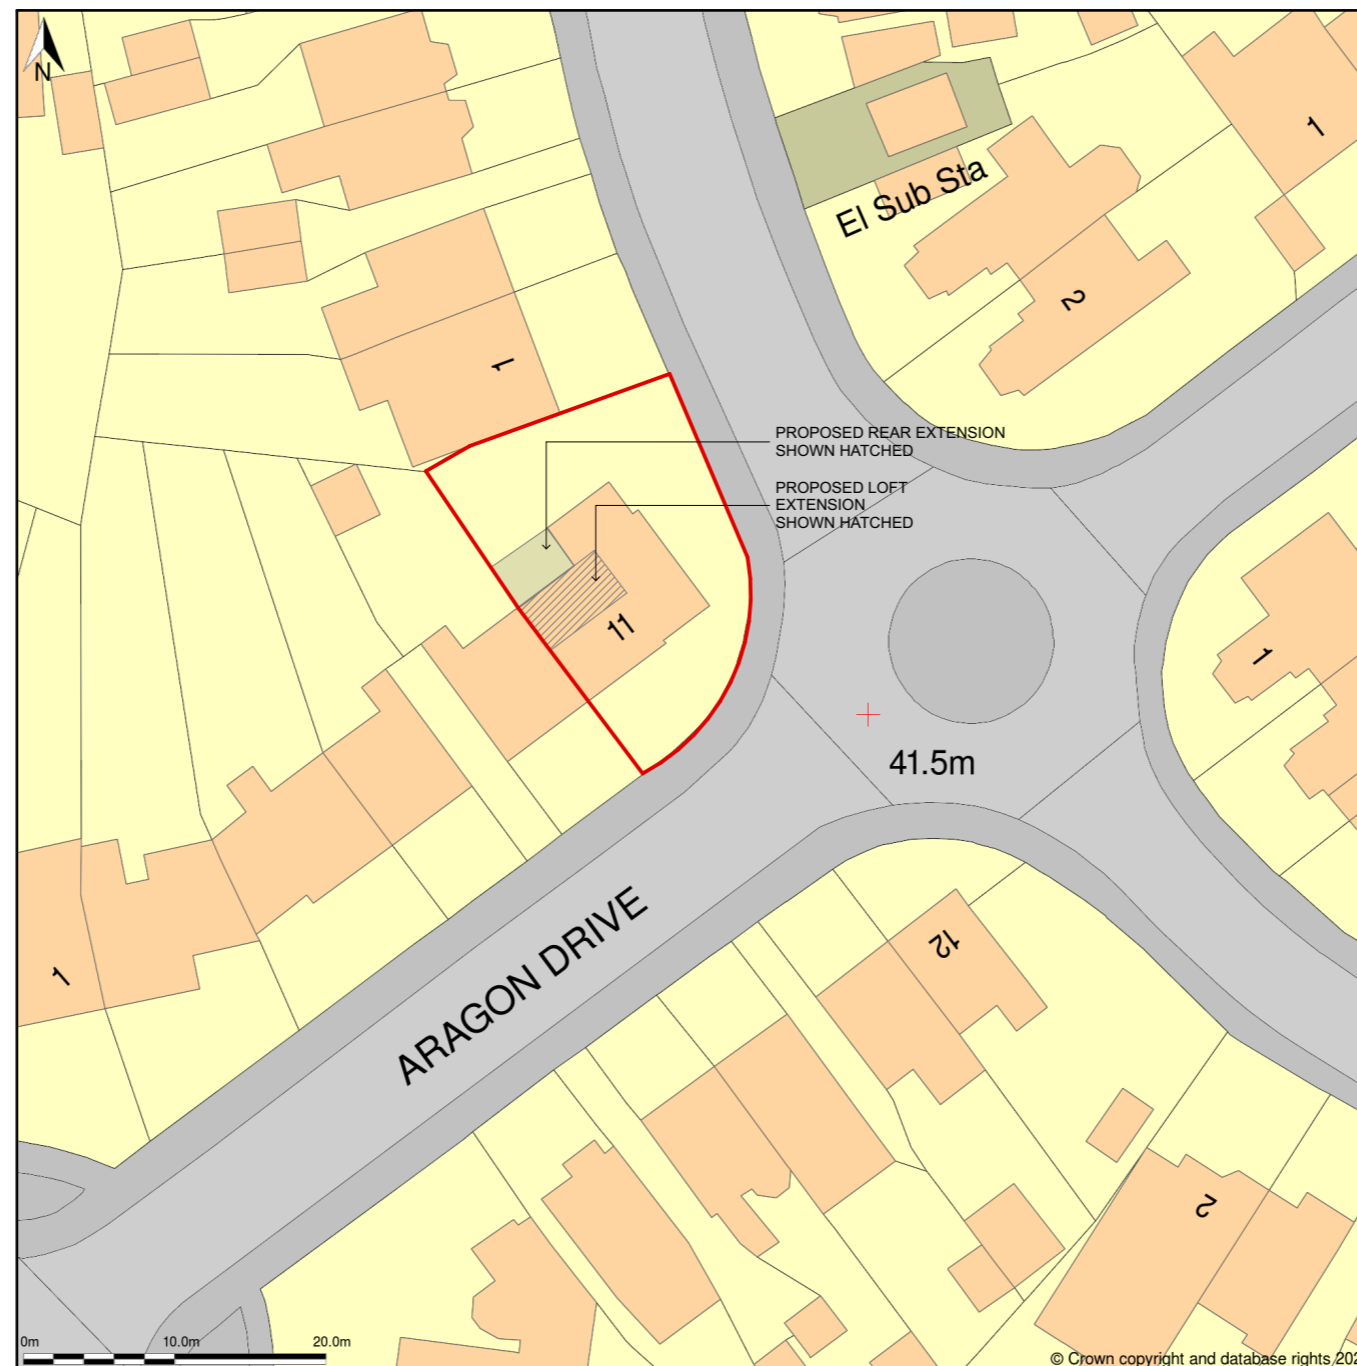 N
1
El Sub Sta
2
1
PROPOSED REAR EXTENSION
SHOWN HATCHED
PROPOSED LOFT
EXTENSION
SHOWN HATCHED
11
1
41.5m
ARAGON DRIVE
12
1
2
0m 10.0m 20.0m
© Crown copyright and database rights